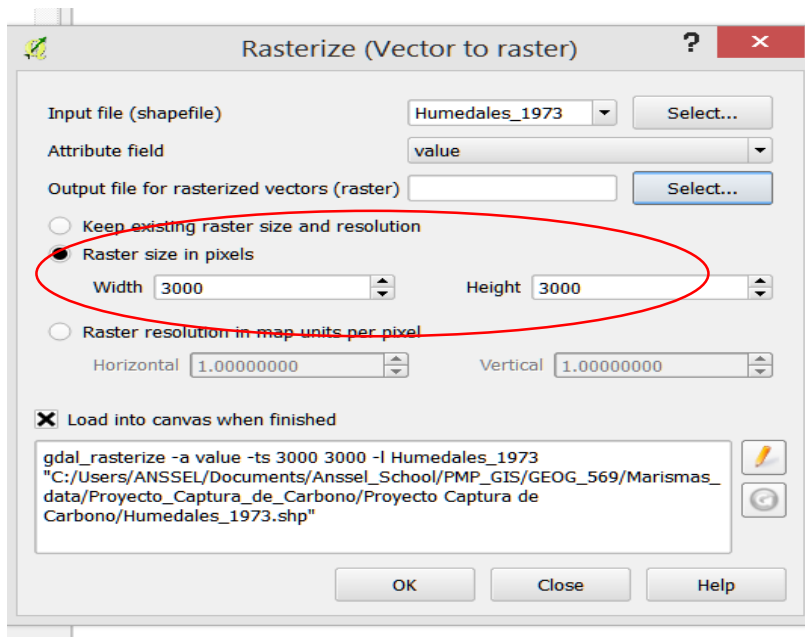 Rasterize (Vector to raster)
?
Input file (shapefile) Humedales_1973 Select...
Attribute field value
Output file for rasterized vectors (raster) Select...
Keep existing raster size and resolution
Raster size in pixels
Width 3000 Height 3000
Raster resolution in map units per pixel
Horizontal 1.00000000 Vertical 1.00000000
Load into canvas when finished
gdal_rasterize -a value -ts 3000 3000 -l Humedales_1973
"C:/Users/ANSSEL/Documents/Anssel_School/PMP_GIS/GEOG_569/Marismas_
data/Proyecto_Captura_de_Carbono/Proyecto Captura de
Carbono/Humedales_1973.shp"
OK Close Help